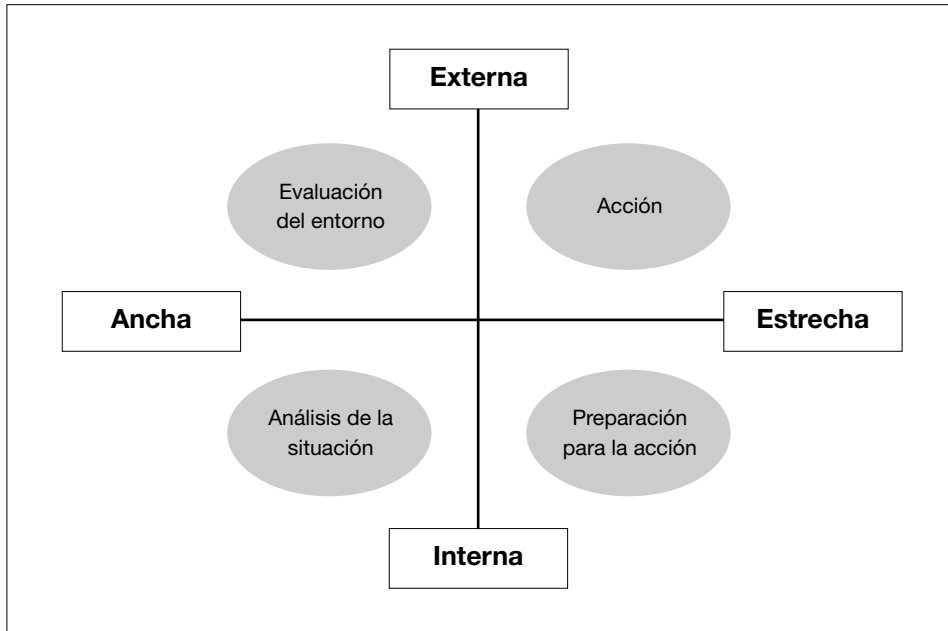 Externa
Evaluación
del entorno
Acción
Ancha
Estrecha
Análisis de la
situación
Preparación
para la acción
Interna